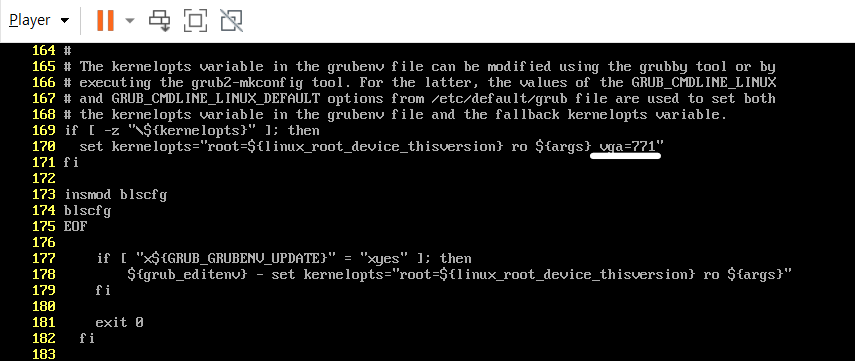 Player
164 #
165 # The kernelopts variable in the grubenv file can be modified using the grubby tool or by
166 # executing the grub2-mkconfig tool. For the latter, the values of the GRUB_CMDLINE_LINUX
167 # and GRUB_CMDLINE_LINUX_DEFAULT options from /etc/default/grub file are used to set both
168 # the kernelopts variable in the grubenv file and the fallback kernelopts variable.
169 if [ -z "\${kernelopts}" ]; then
170   set kernelopts="root=${linux_root_device_thisversion} ro ${args} vga=771"
171 fi
172
173 insmod blscfg
174 blscfg
175 EOF
176
177     if [ "x${GRUB_GRUBENV_UPDATE}" = "xyes" ]; then
178         ${grub_editenv} - set kernelopts="root=${linux_root_device_thisversion} ro ${args}"
179     fi
180
181     exit 0
182   fi
183